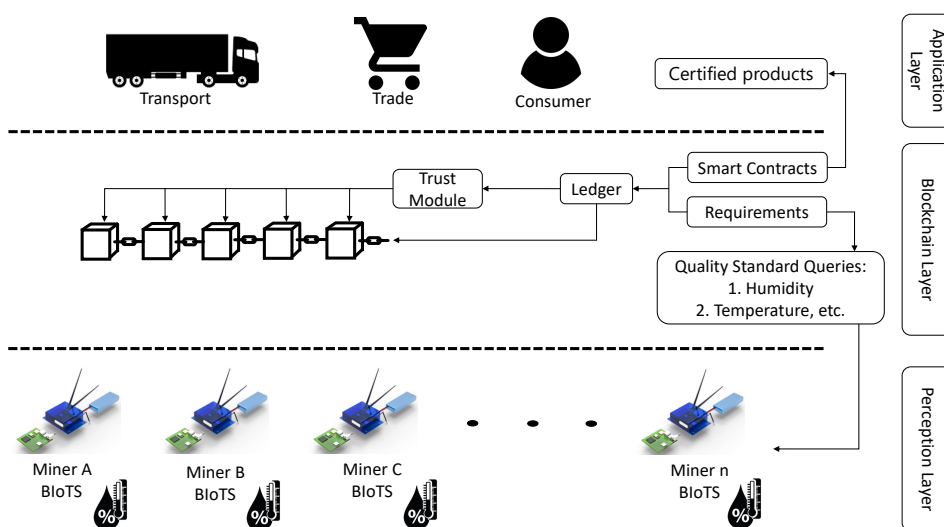 Transport
Trade
Consumer
Certified products
Application
Layer
Smart Contracts
Trust
Module
Ledger
Requirements
Quality Standard Queries:
1. Humidity
2. Temperature, etc.
Blockchain Layer
Miner A
BIoTS
%
Miner B
BIoTS
%
Miner C
BIoTS
%
Miner n
BIoTS
%
Perception Layer